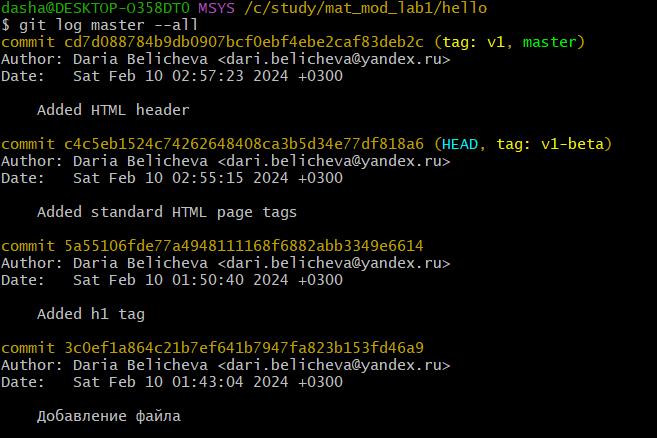 dasha@DESKTOP-O358DT0 MSYS /c/study/mat_mod_lab1/hello
$ git log master --all
commit cd7d088784b9db0907bcf0ebf4ebe2caf83deb2c (tag: v1, master)
Author: Daria Belicheva <dari.belicheva@yandex.ru>
Date:   Sat Feb 10 02:57:23 2024 +0300

    Added HTML header

commit c4c5eb1524c74262648408ca3b5d34e77df818a6 (HEAD, tag: v1-beta)
Author: Daria Belicheva <dari.belicheva@yandex.ru>
Date:   Sat Feb 10 02:55:15 2024 +0300

    Added standard HTML page tags

commit 5a55106fde77a4948111168f6882abb3349e6614
Author: Daria Belicheva <dari.belicheva@yandex.ru>
Date:   Sat Feb 10 01:50:40 2024 +0300

    Added h1 tag

commit 3c0ef1a864c21b7ef641b7947fa823b153fd46a9
Author: Daria Belicheva <dari.belicheva@yandex.ru>
Date:   Sat Feb 10 01:43:04 2024 +0300

    Добавление файла